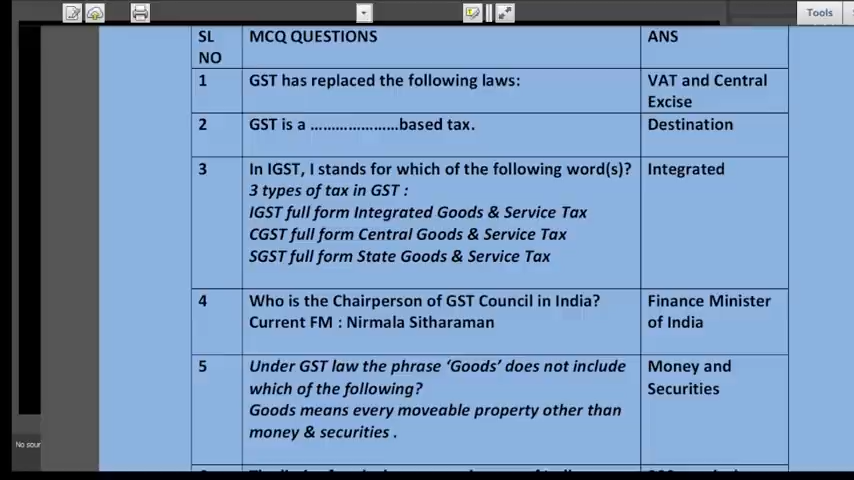 Tools
SL NO MCQ QUESTIONS ANS
1 GST has replaced the following laws: VAT and Central Excise
2 GST is a …………………based tax. Destination
3 In IGST, I stands for which of the following word(s)? Integrated
3 types of tax in GST :
IGST full form Integrated Goods & Service Tax
CGST full form Central Goods & Service Tax
SGST full form State Goods & Service Tax
4 Who is the Chairperson of GST Council in India? Finance Minister of India
Current FM : Nirmala Sitharaman
5 Under GST law the phrase ‘Goods’ does not include Money and Securities
which of the following?
Goods means every moveable property other than
money & securities .
No sour